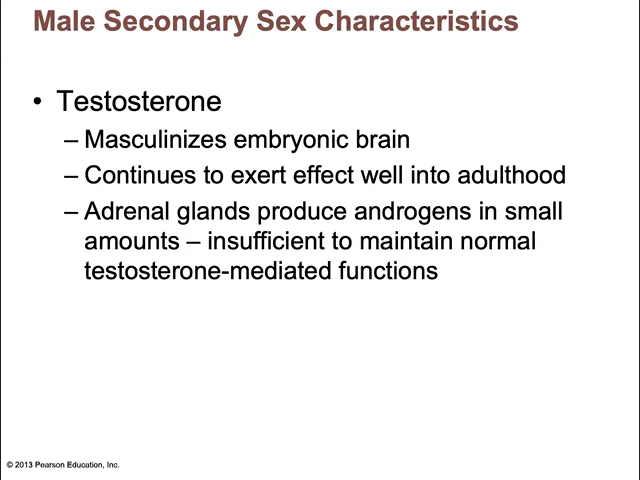 Male Secondary Sex Characteristics
• Testosterone
– Masculinizes embryonic brain
– Continues to exert effect well into adulthood
– Adrenal glands produce androgens in small
amounts – insufficient to maintain normal
testosterone-mediated functions
© 2013 Pearson Education, Inc.